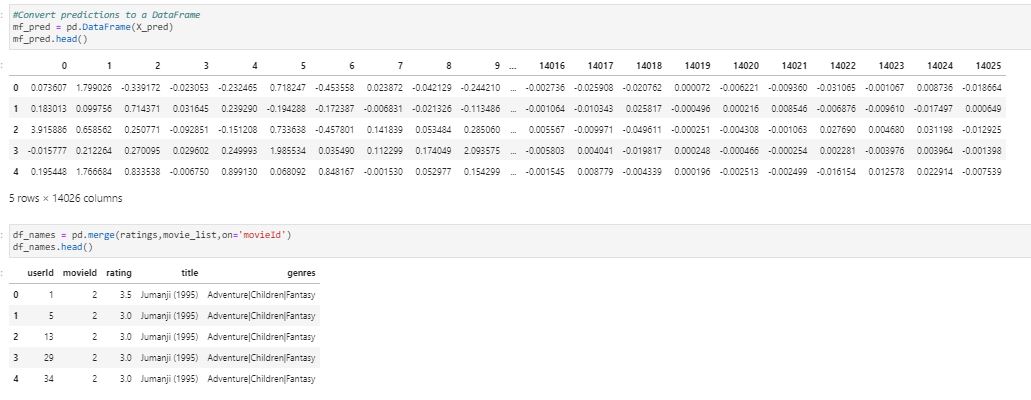 #Convert predictions to a DataFrame
mf_pred = pd.DataFrame(X_pred)
mf_pred.head()
0 1 2 3 4 5 6 7 8 9 ... 14016 14017 14018 14019 14020 14021 14022 14023 14024 14025
0 0.073607 1.799026 -0.339172 -0.023053 -0.232465 0.718247 -0.453558 0.023872 -0.042129 -0.244210 ... -0.002736 -0.025908 -0.020762 0.000072 -0.006221 -0.009360 -0.031065 -0.001067 0.008736 -0.018664
1 0.183013 0.099756 0.714371 0.031645 0.239290 -0.194288 -0.172387 -0.006831 -0.021326 -0.113486 ... -0.001064 -0.010343 0.025817 -0.000496 0.000216 0.008546 -0.006876 -0.009610 -0.017497 0.000649
2 3.915886 0.658562 0.250771 -0.092851 -0.151208 0.733638 -0.457801 0.141839 0.053484 0.285060 ... 0.005567 -0.009971 -0.049611 -0.000251 -0.004308 -0.001063 0.027690 0.004680 0.031198 -0.012925
3 -0.015777 0.212264 0.270095 0.029602 0.249993 1.985534 0.035490 0.112299 0.174049 2.093575 ... -0.005803 0.004041 -0.019817 0.000248 -0.000466 -0.000254 0.002281 -0.003976 0.003964 -0.001398
4 0.195448 1.766684 0.833538 -0.006750 0.899130 0.068092 0.848167 -0.001530 0.052977 0.154299 ... -0.001545 0.008779 -0.004339 0.000196 -0.002513 -0.002499 -0.016154 0.012578 0.022914 -0.007539
5 rows × 14026 columns
df_names = pd.merge(ratings,movie_list,on='movieId')
df_names.head()
userId movieId rating title genres
0 1 2 3.5 Jumanji (1995) Adventure|Children|Fantasy
1 5 2 3.0 Jumanji (1995) Adventure|Children|Fantasy
2 13 2 3.0 Jumanji (1995) Adventure|Children|Fantasy
3 29 2 3.0 Jumanji (1995) Adventure|Children|Fantasy
4 34 2 3.0 Jumanji (1995) Adventure|Children|Fantasy